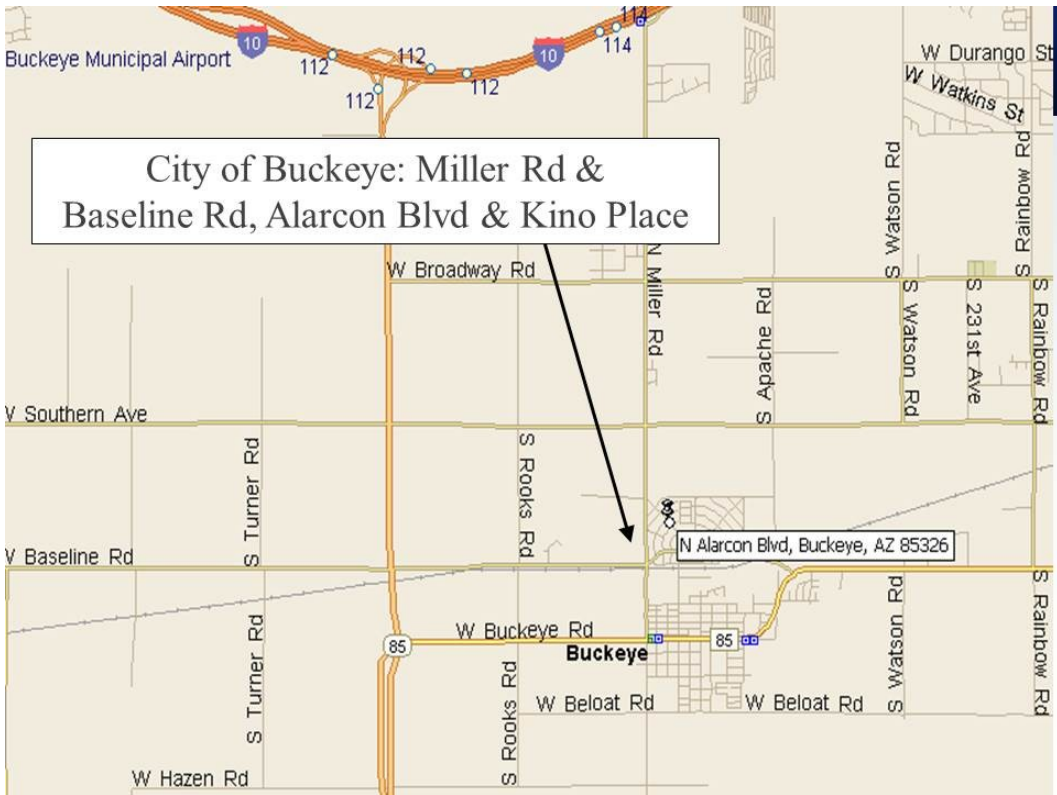 114
10
114
Buckeye Municipal Airport
112
112
10
W Durango St
112
112
W Watkins St
City of Buckeye: Miller Rd &
Baseline Rd, Alarcon Blvd & Kino Place
S Watson Rd
S Rainbow Rd
W Broadway Rd
N Miller Rd
S Apache Rd
S Watson Rd
S 231st Ave
S Rainbow Rd
W Southern Ave
S Turner Rd
S Rooks Rd
N Alarcon Blvd, Buckeye, AZ 85326
W Baseline Rd
W Buckeye Rd
85
85
Buckeye
S Turner Rd
S Rooks Rd
S Watson Rd
S Rainbow Rd
W Beloat Rd
W Beloat Rd
W Hazen Rd